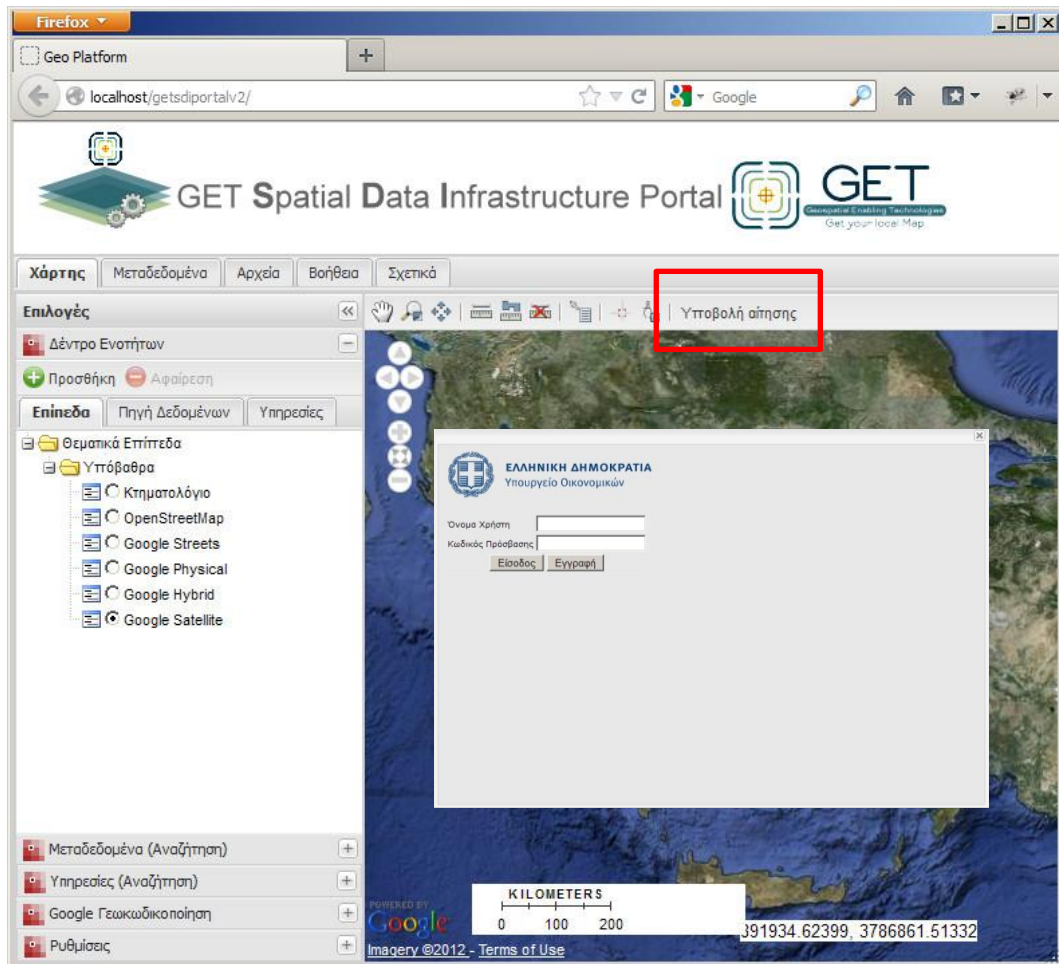 Firefox
Geo Platform
localhost/getsdiportalv2/
Google
GET Spatial Data Infrastructure Portal
GET
Geospatial Enabling Technologies
Get your local Map
Χάρτης Μεταδεδομένα Αρχεία Βοήθεια Σχετικά
Επιλογές
Υποβολή αίτησης
Δέντρο Ενοτήτων
Προσθήκη Αφαίρεση
Επίπεδα Πηγή Δεδομένων Υπηρεσίες
Θεματικά Επίπεδα
Υπόβαθρα
Κτηματολόγιο
OpenStreetMap
Google Streets
Google Physical
Google Hybrid
Google Satellite
ΕΛΛΗΝΙΚΗ ΔΗΜΟΚΡΑΤΙΑ
Υπουργείο Οικονομικών
Όνομα Χρήστη
Κωδικός Πρόσβασης
Είσοδος Εγγραφή
Μεταδεδομένα (Αναζήτηση)
Υπηρεσίες (Αναζήτηση)
Google Γεωκωδικοποίηση
Ρυθμίσεις
KILOMETERS
0 100 200
POWERED BY
Google
391934.62399, 3786861.51332
Imagery ©2012 - Terms of Use